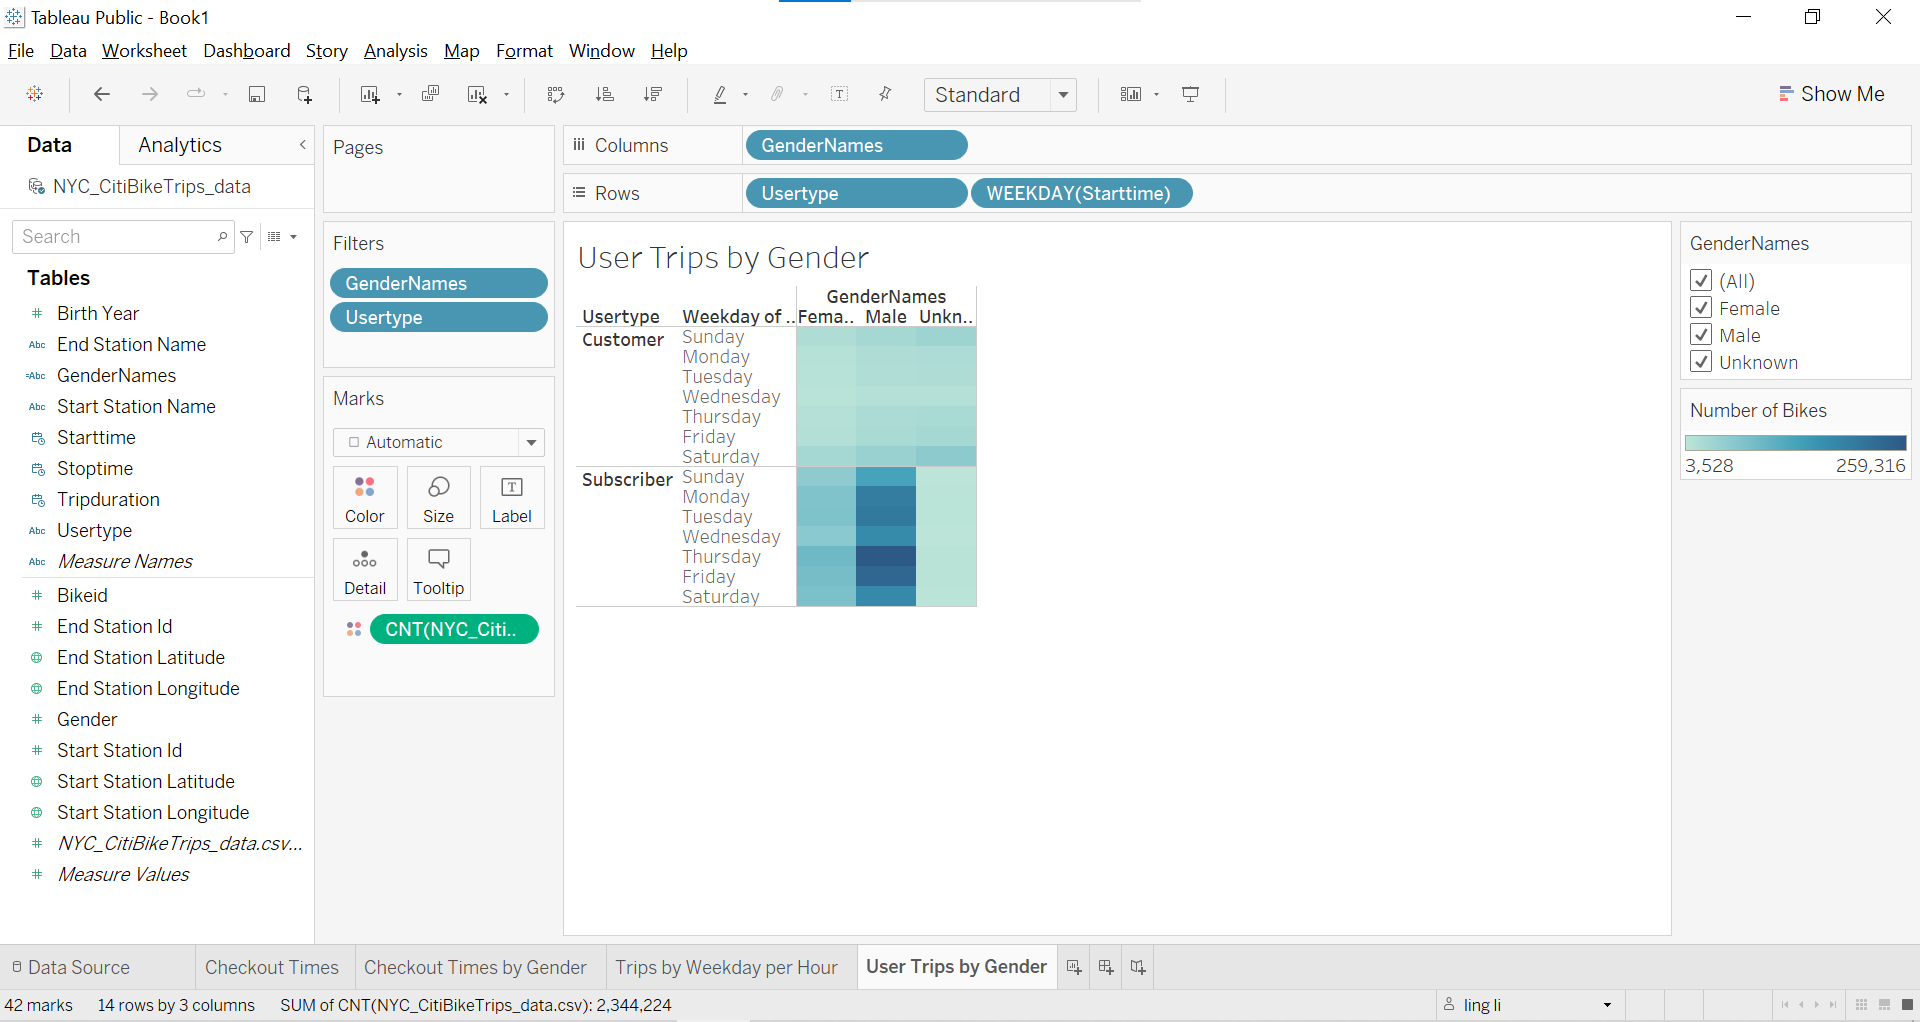 Tableau Public - Book1
File Data Worksheet Dashboard Story Analysis Map Format Window Help
Standard
Show Me
Data Analytics
NYC_CitiBikeTrips_data
Search
Tables
Birth Year
Abc End Station Name
=Abc GenderNames
Abc Start Station Name
Starttime
Stoptime
Tripduration
Abc Usertype
Abc Measure Names
Bikeid
End Station Id
End Station Latitude
End Station Longitude
Gender
Start Station Id
Start Station Latitude
Start Station Longitude
NYC_CitiBikeTrips_data.csv...
Measure Values
Pages
Filters
GenderNames
Usertype
Marks
Automatic
Color Size Label
Detail Tooltip
CNT(NYC_Citi..
Columns GenderNames
Rows Usertype WEEKDAY(Starttime)
User Trips by Gender
GenderNames
Usertype Weekday of .. Fema.. Male Unkn..
Customer Sunday
Monday
Tuesday
Wednesday
Thursday
Friday
Saturday
Subscriber Sunday
Monday
Tuesday
Wednesday
Thursday
Friday
Saturday
GenderNames
(All)
Female
Male
Unknown
Number of Bikes
3,528 259,316
Data Source Checkout Times Checkout Times by Gender Trips by Weekday per Hour User Trips by Gender
42 marks 14 rows by 3 columns SUM of CNT(NYC_CitiBikeTrips_data.csv): 2,344,224 ling li